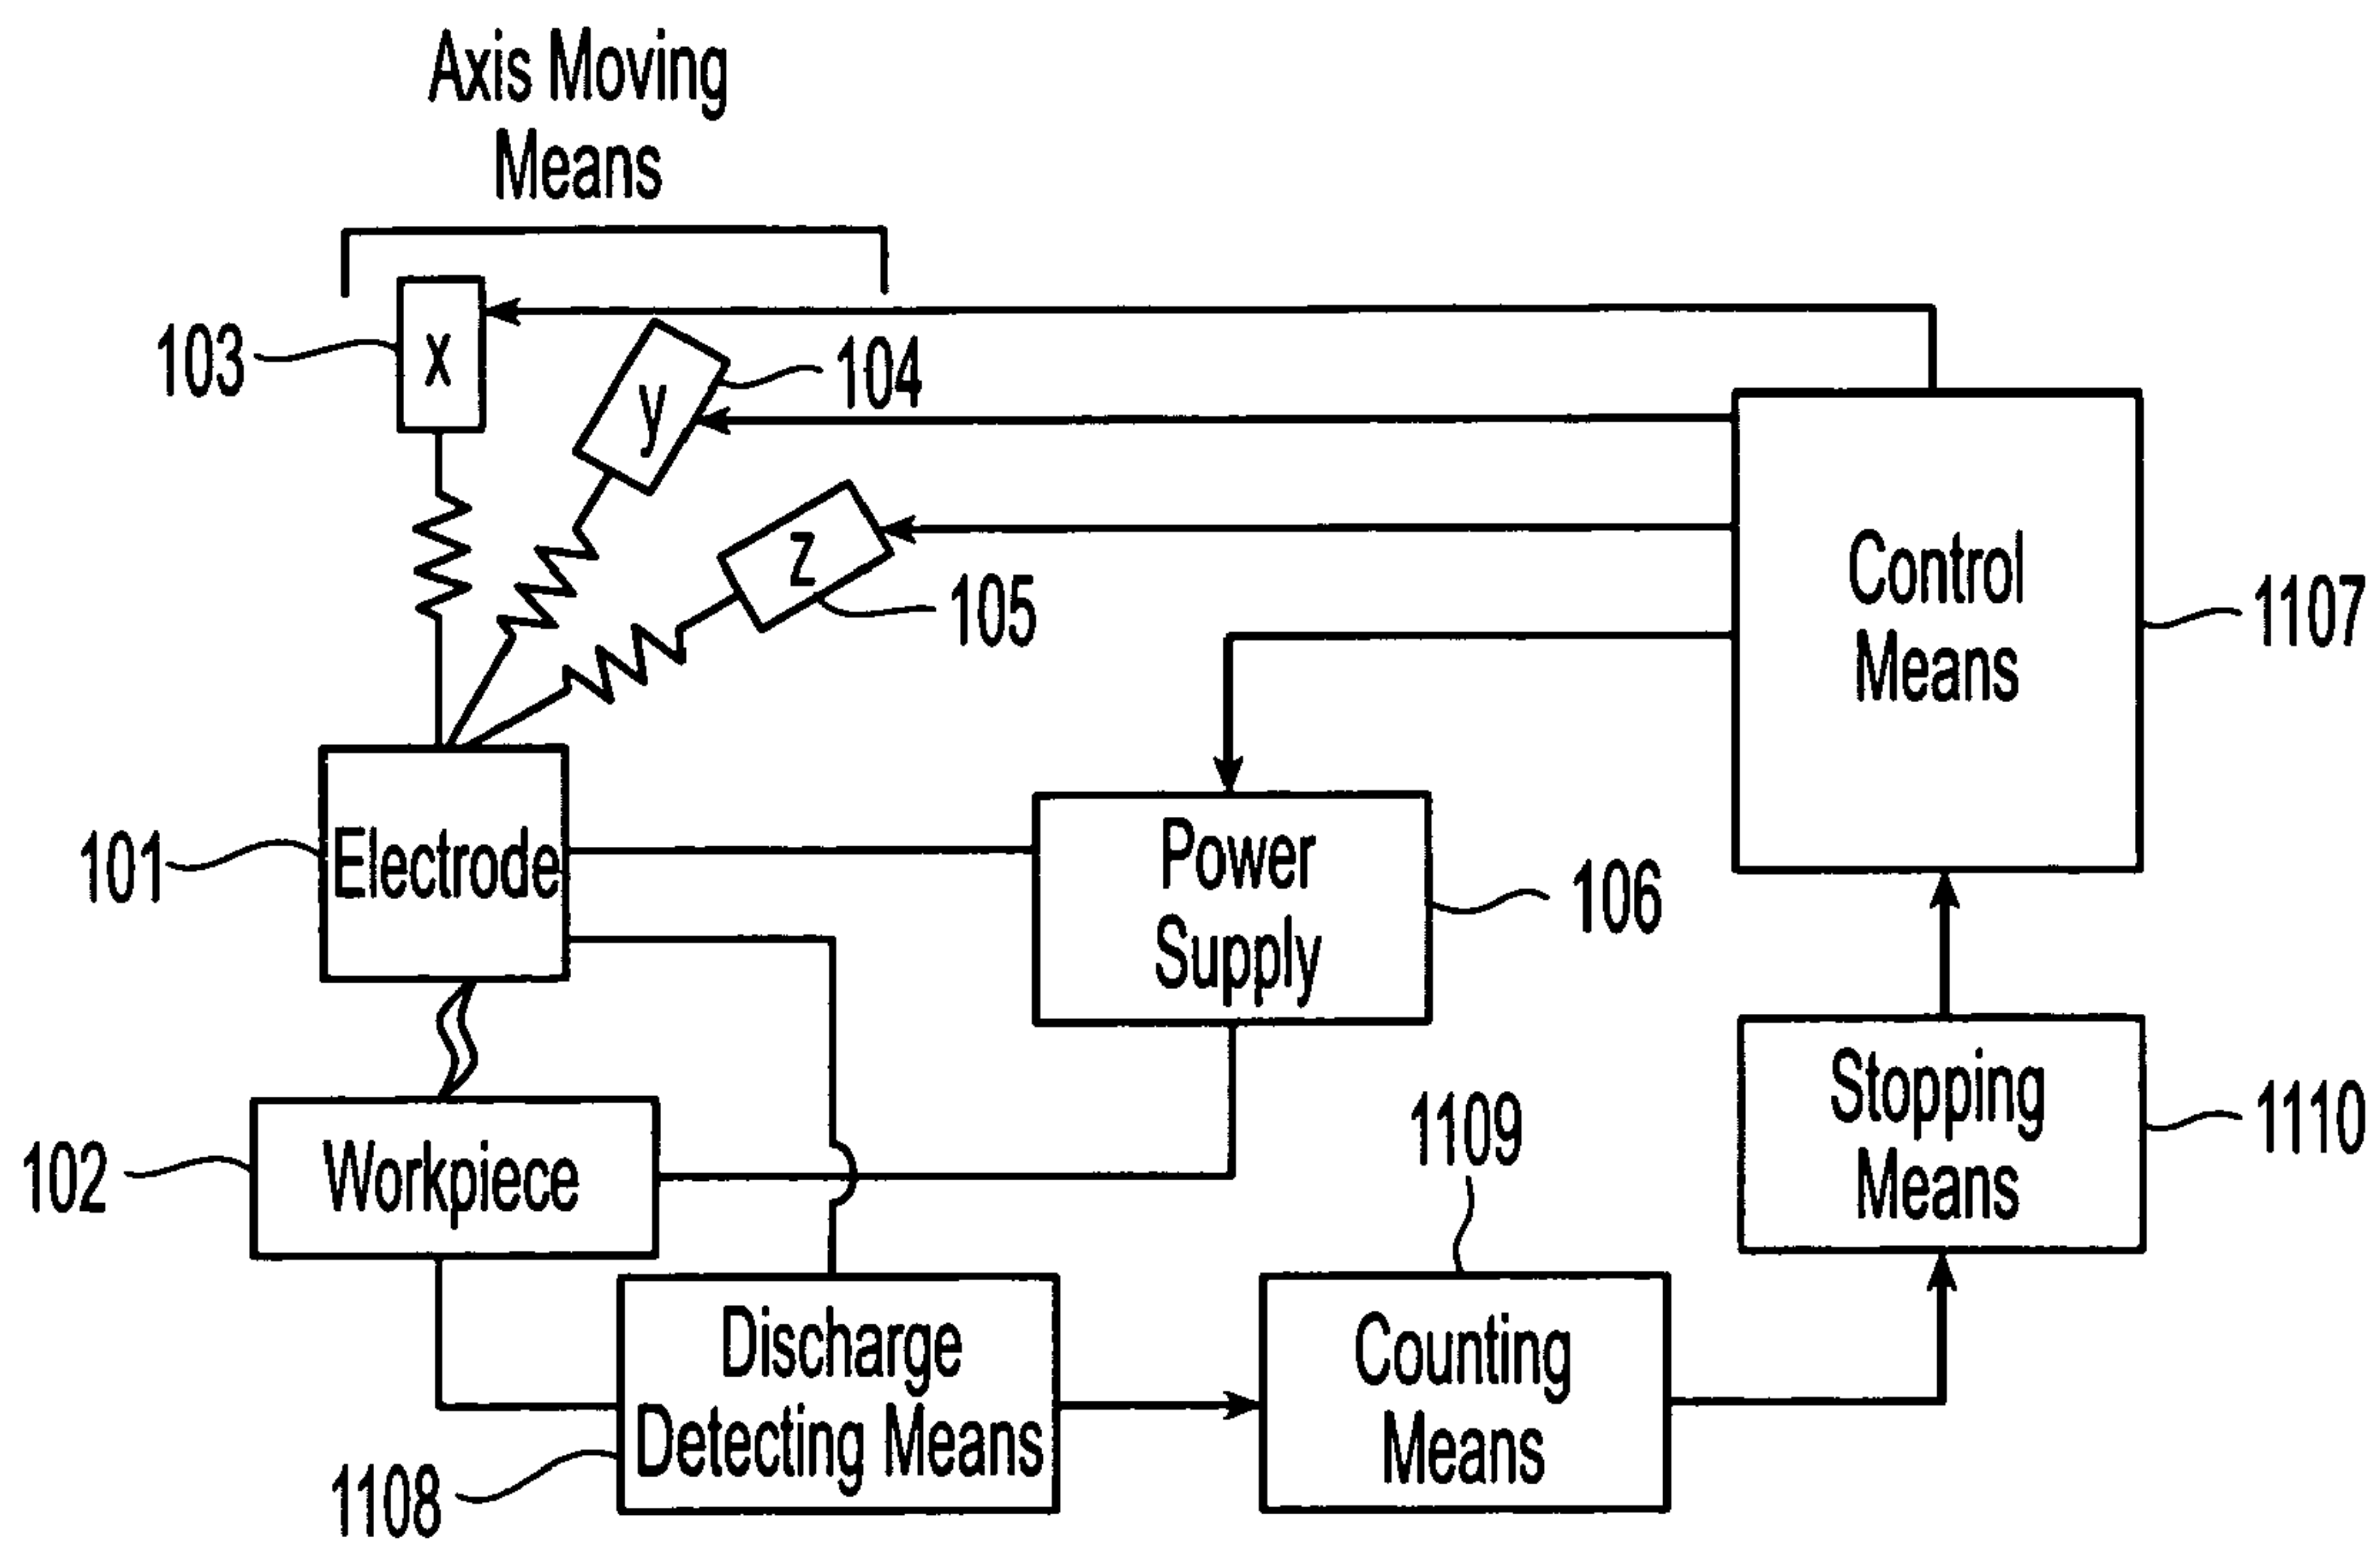 Axis Moving
Means
103
x
104
y
z
105
Control
Means
1107
101
Electrode
Power
Supply
106
102
Workpiece
1109
Stopping
Means
1110
Discharge
Detecting Means
1108
Counting
Means